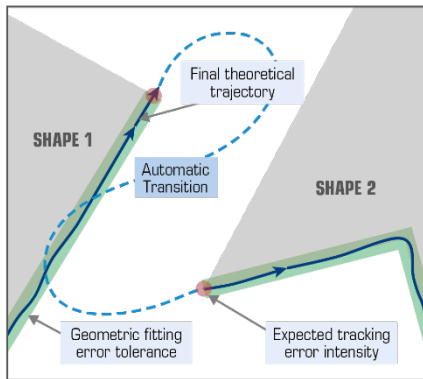 Final theoretical
trajectory
SHAPE 1
Automatic
Transition
SHAPE 2
Geometric fitting
error tolerance
Expected tracking
error intensity